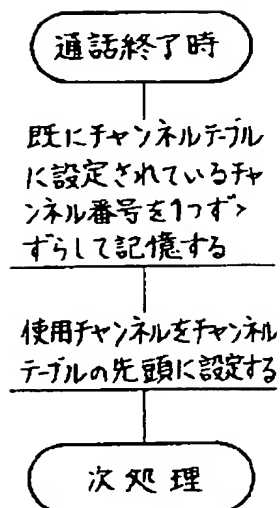 通話終了時
既にチャンネルテーブル
に設定されているチャ
ンネル番号を1つずゝ
ずらして記憶する
使用チャンネルをチャンネル
テーブルの先頭に設定する
次処理